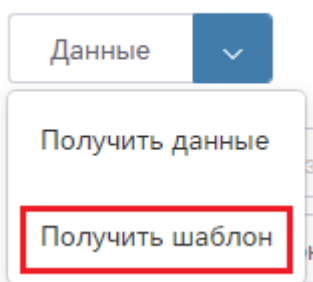 Данные
Получить данные
Получить шаблон